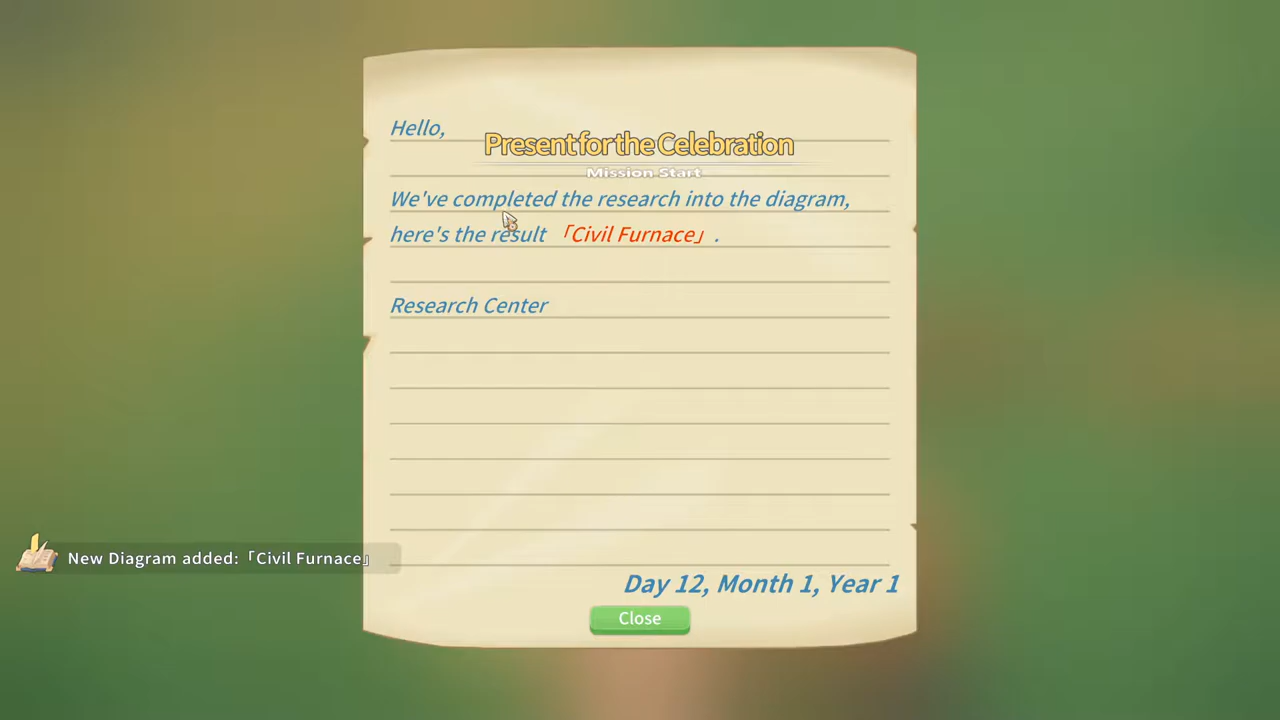 Hello,
Present for the Celebration
Mission Start
We've completed the research into the diagram,
here's the result 「Civil Furnace」 .
Research Center
New Diagram added:「Civil Furnace」
Day 12, Month 1, Year 1
Close